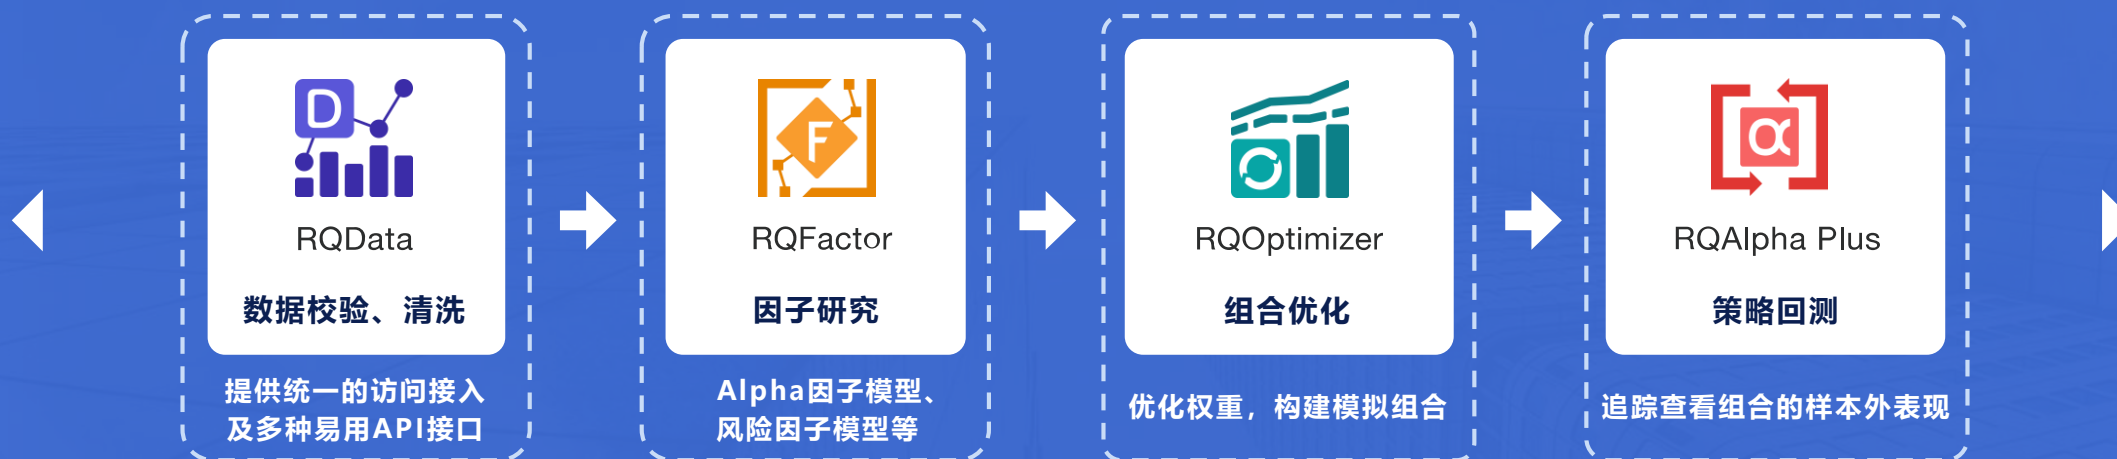 D
RQData
数据校验、清洗
提供统一的访问接入
及多种易用API接口
F
RQFactor
因子研究
Alpha因子模型、
风险因子模型等
RQOptimizer
组合优化
优化权重，构建模拟组合
α
RQAlpha Plus
策略回测
追踪查看组合的样本外表现